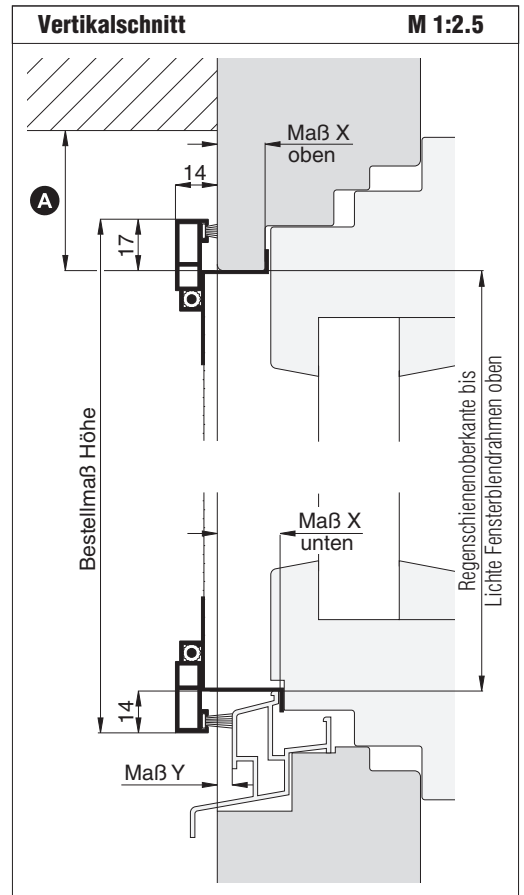 Vertikalschnitt M 1:2.5
Maß X
oben
14
A
17
Bestellmaß Höhe
Regenschienenoberkante bis
Lichte Fensterblendrahmen oben
Maß X
unten
14
Maß Y